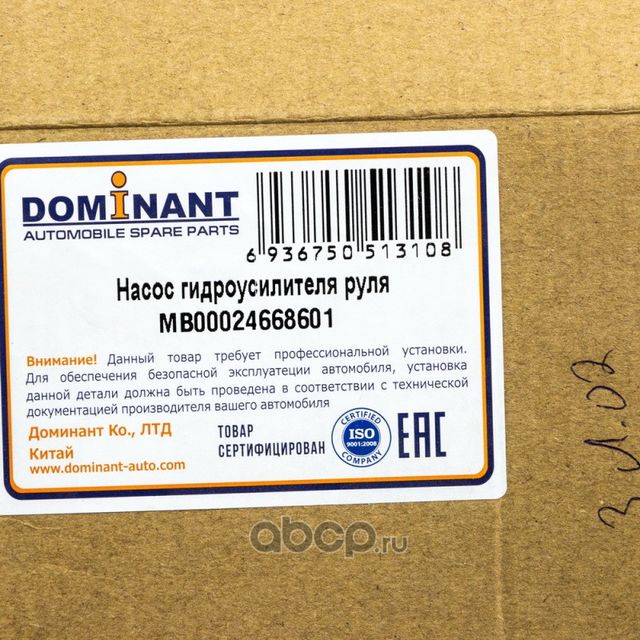 DOMINANT
AUTOMOBILE SPARE PARTS
6 936750 513108
Насос гидроусилителя руля
MB00024668601
Внимание! Данный товар требует профессиональной установки.
Для обеспечения безопасной эксплуатеции автомобиля, установка
данной детали должна быть проведена в соответствии с технической
документацией производителя вашего автомобиля
Доминант Ко., ЛТД
Китай
www.dominant-auto.com
ТОВАР
СЕРТИФИЦИРОВАН
CERTIFIED
ISO
9001:2008
COMPANY
EAC
abcp.ru